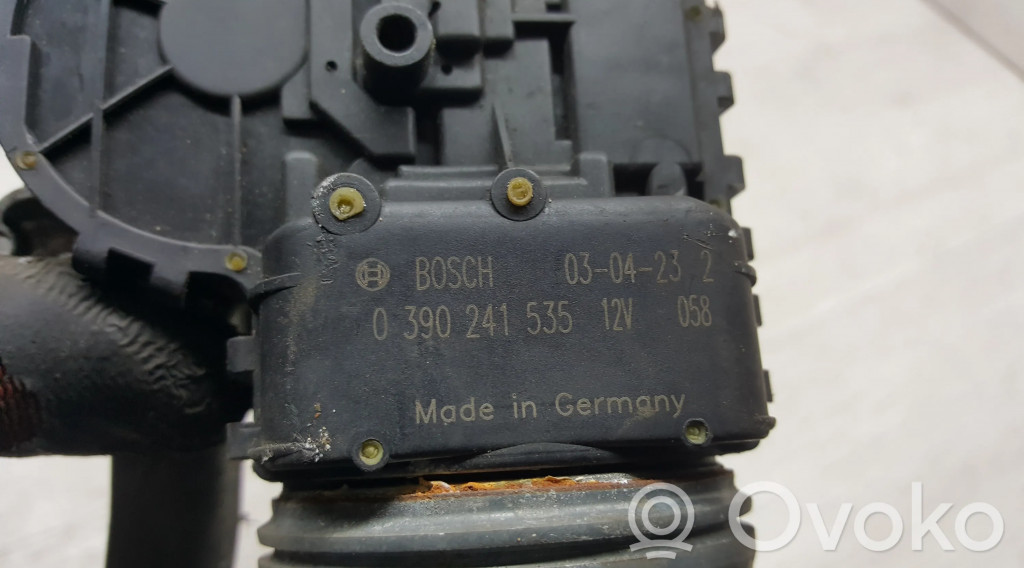 BOSCH 03-04-23 2
0 390 241 535 12V 058
Made in Germany
Ovoko